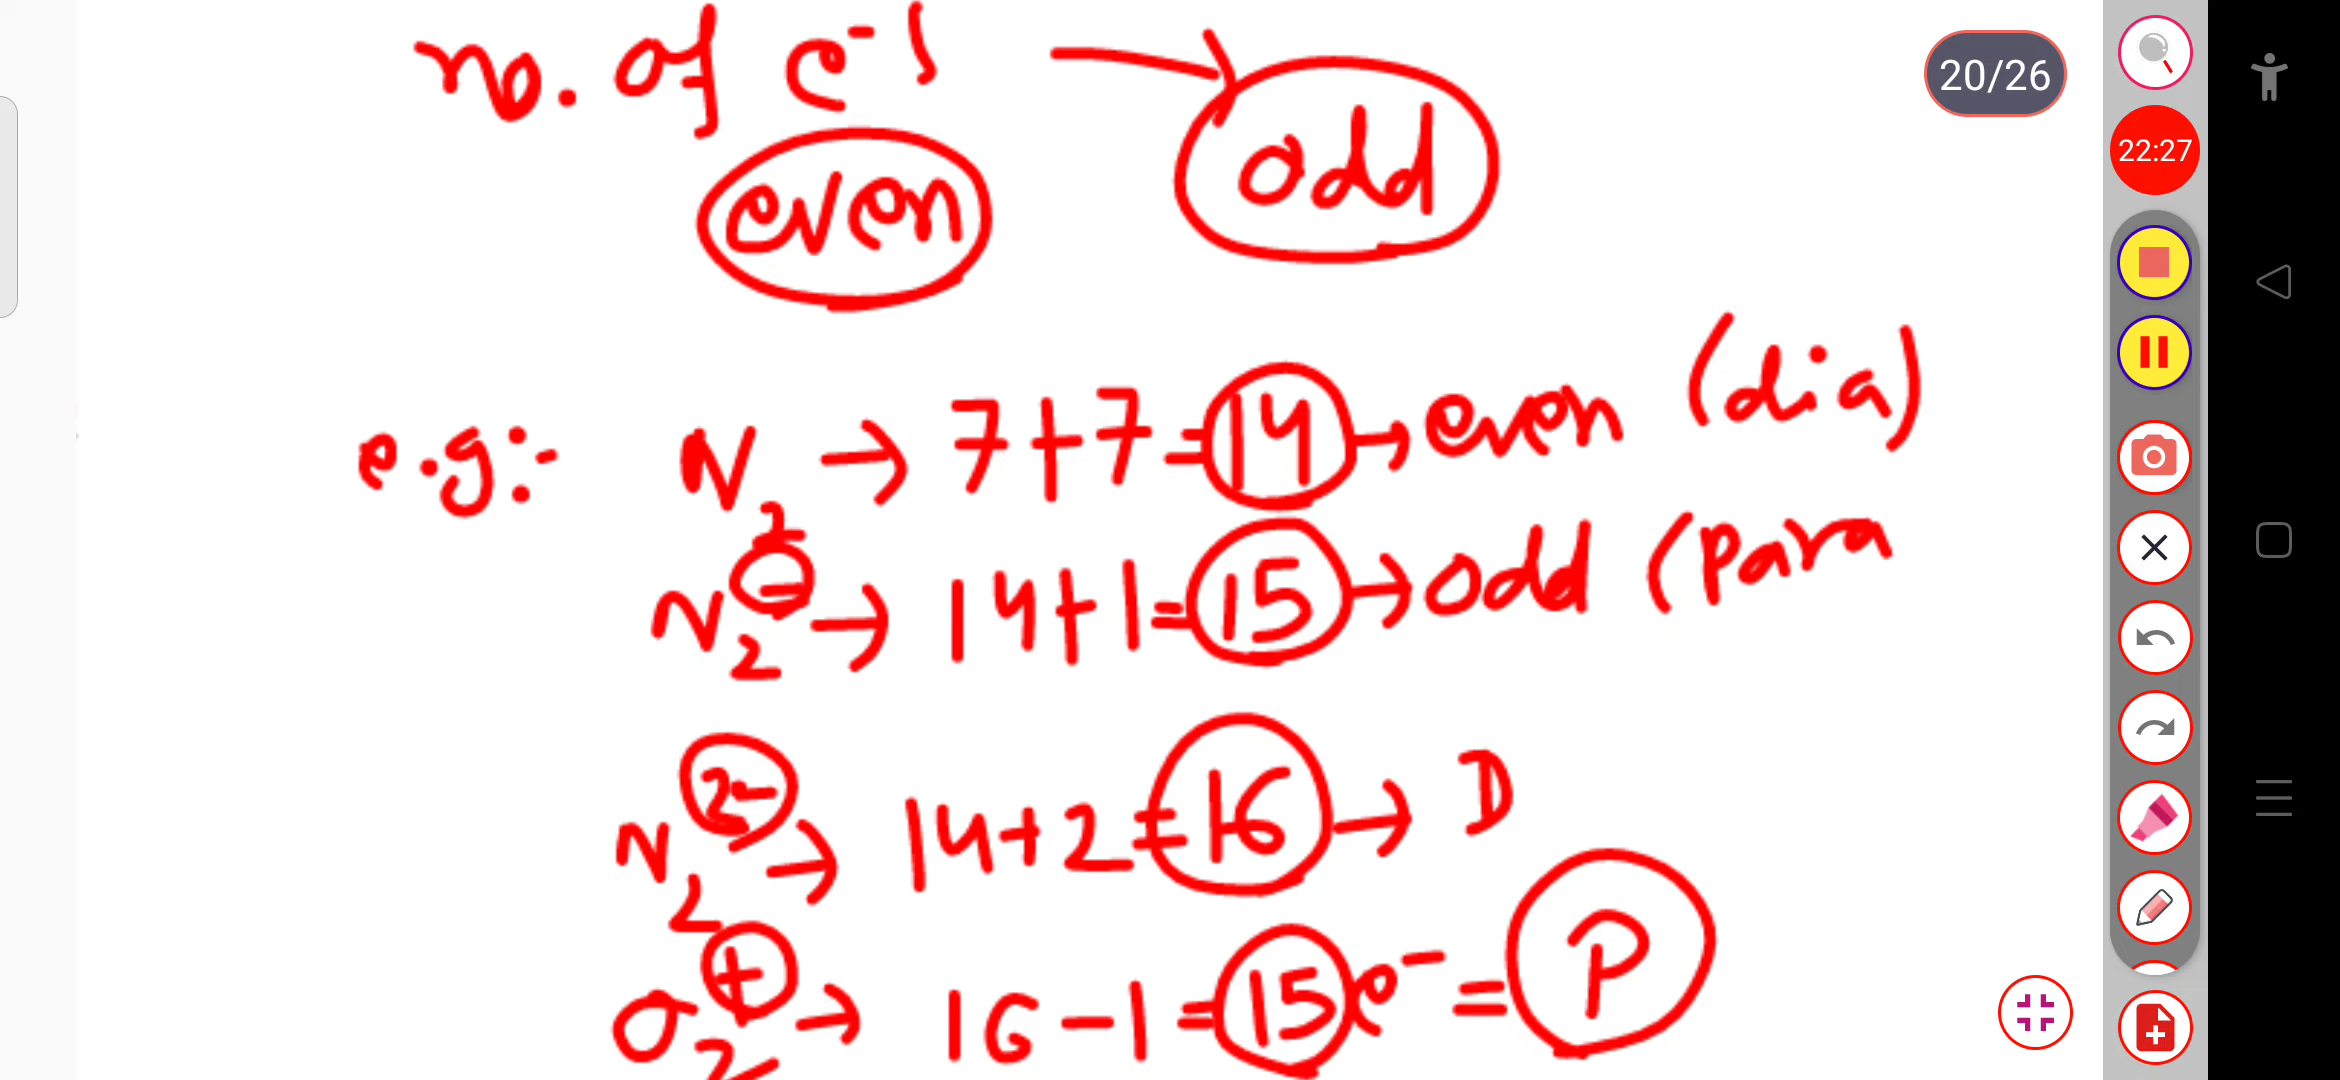 no. of e⁻s → odd
even
20/26
22:27
e.g:- N₂ → 7+7=14→even (dia)
N₂⁻ → 14+1=15→odd (Para
N₂²⁻ → 14+2=16→ D
O₂⁺ → 16-1=15e⁻ = P